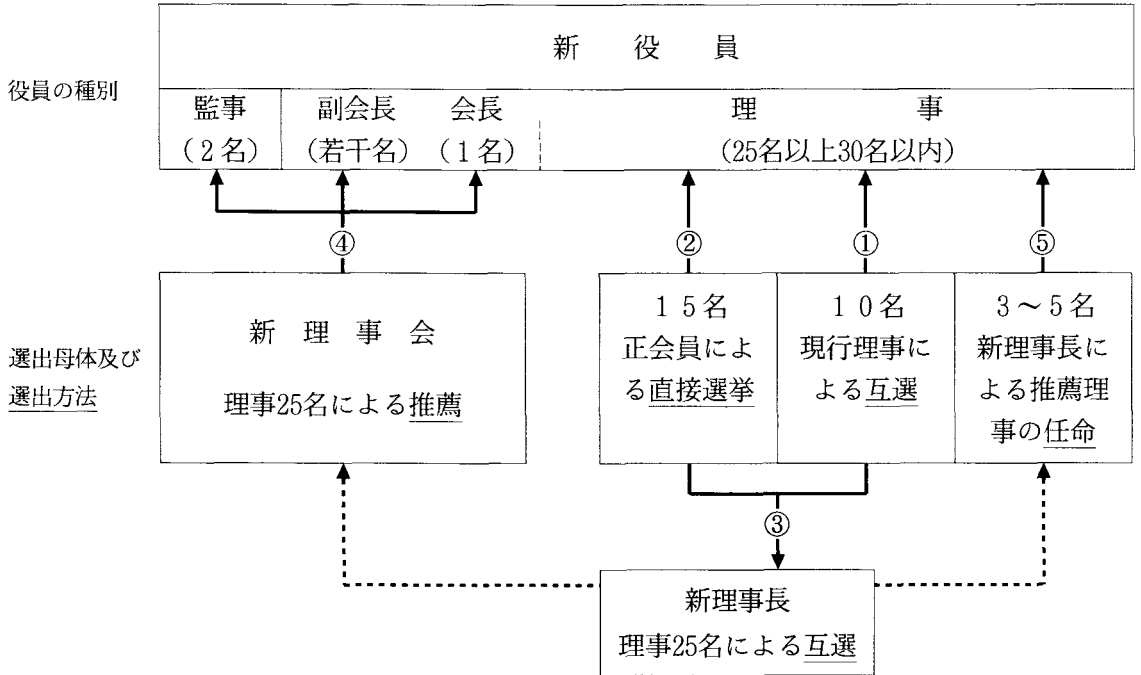 新 役 員
役員の種別
監事 副会長 会長 理 事
(2名) (若干名) (1名) (25名以上30名以内)
④ ② ① ⑤
選出母体及び
選出方法
新 理 事 会
理事25名による推薦
15名
正会員によ
る直接選挙
10名
現行理事に
よる互選
3~5名
新理事長に
よる推薦理
事の任命
③
新理事長
理事25名による互選